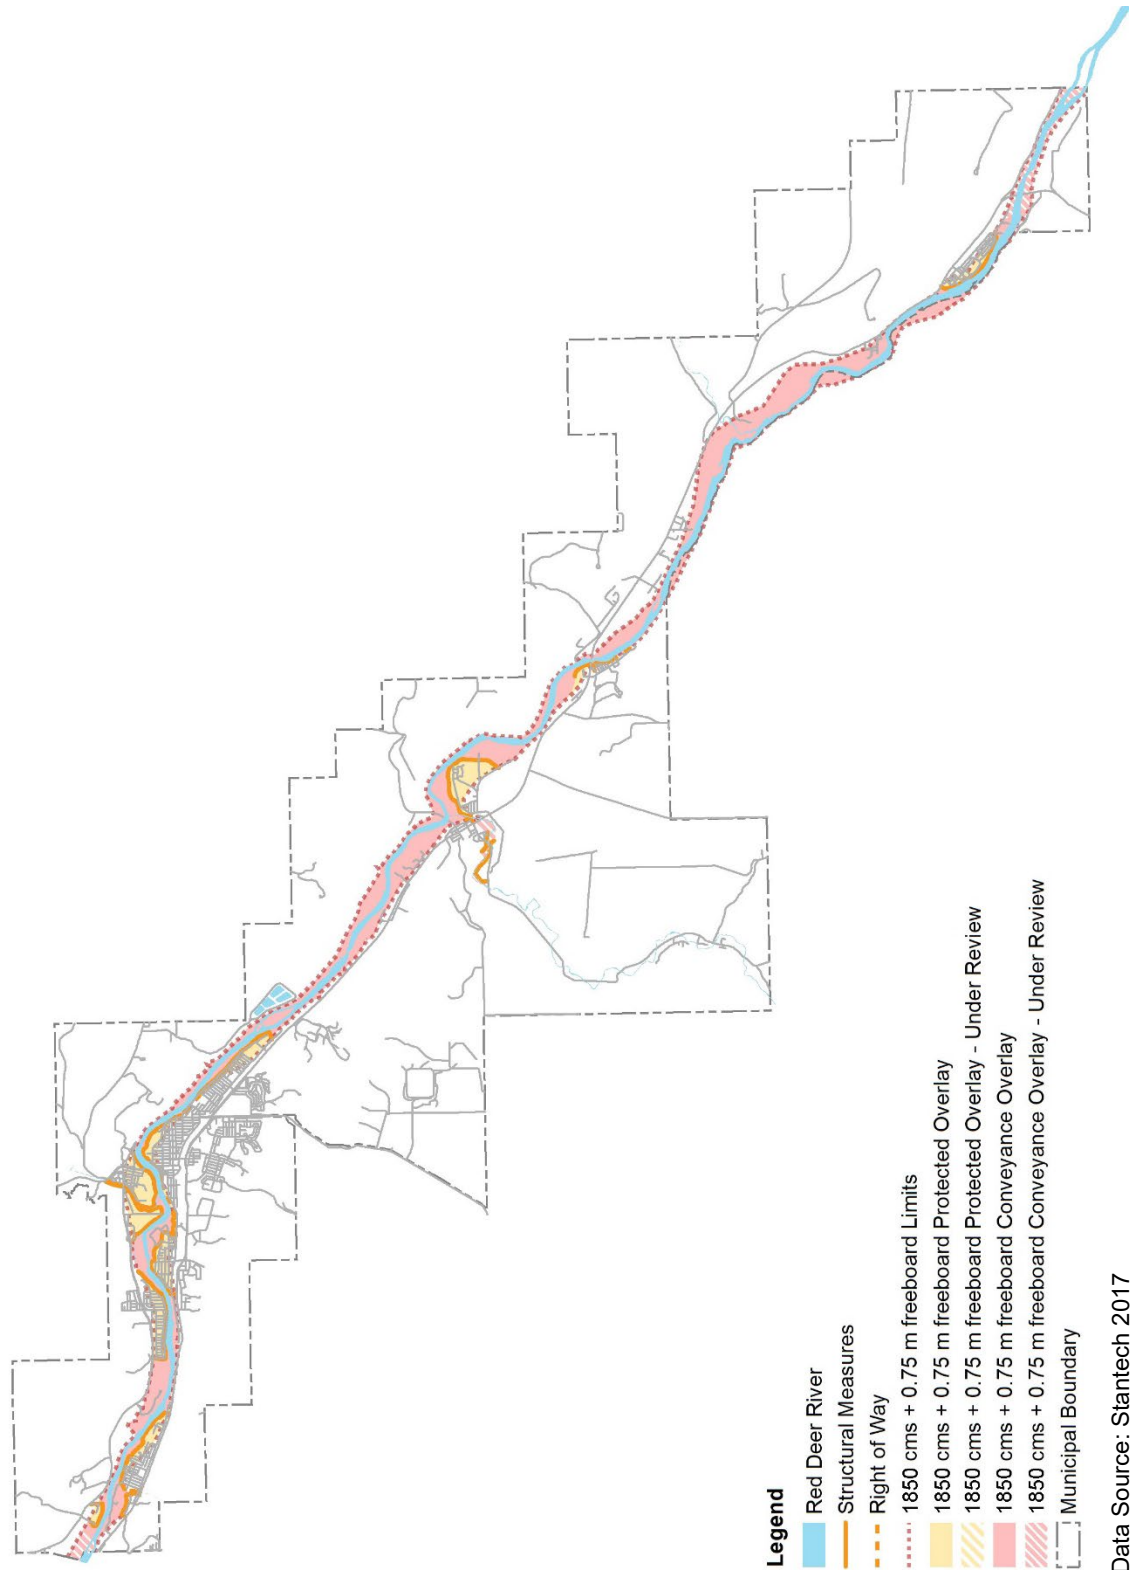 Legend
Red Deer River
Structural Measures
Right of Way
1850 cms + 0.75 m freeboard Limits
1850 cms + 0.75 m freeboard Protected Overlay
1850 cms + 0.75 m freeboard Protected Overlay - Under Review
1850 cms + 0.75 m freeboard Conveyance Overlay
1850 cms + 0.75 m freeboard Conveyance Overlay - Under Review
Municipal Boundary
Data Source: Stantech 2017